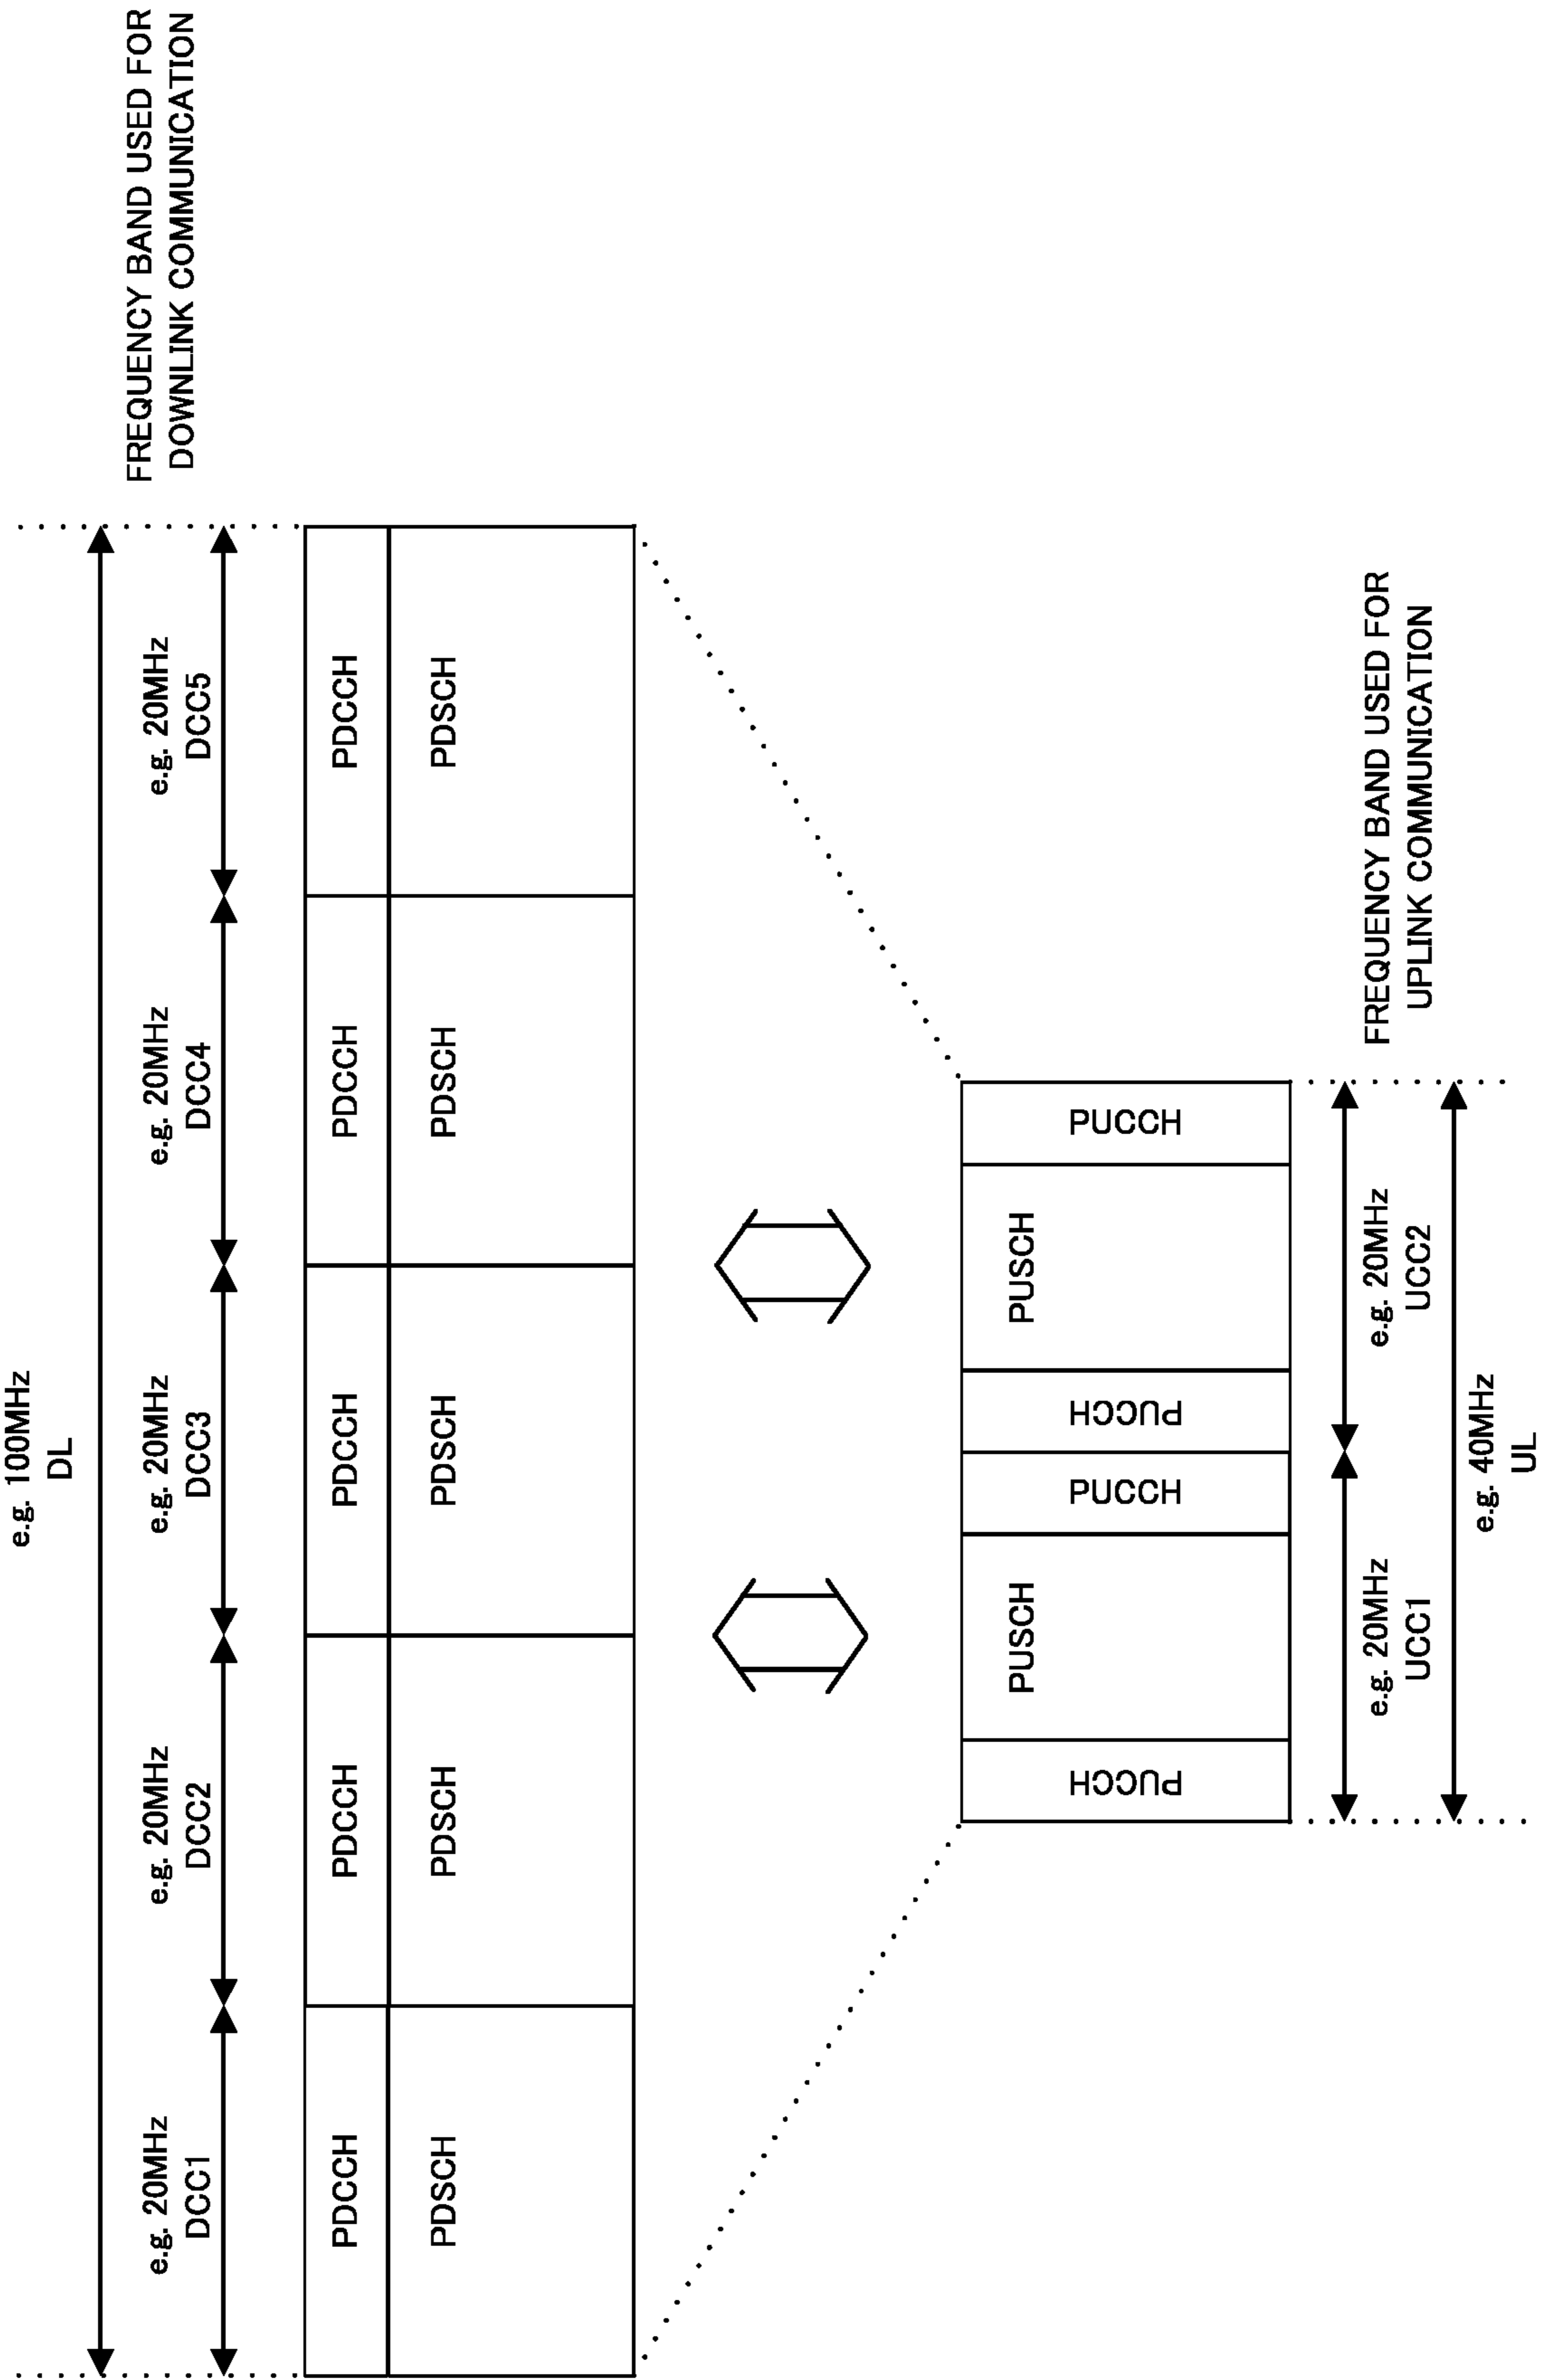 e.g. 100MHz
DL
FREQUENCY BAND USED FOR
DOWNLINK COMMUNICATION
e.g. 20MHz
DCC1
e.g. 20MHz
DCC2
e.g. 20MHz
DCC3
e.g. 20MHz
DCC4
e.g. 20MHz
DCC5
PDCCH
PDCCH
PDCCH
PDCCH
PDCCH
PDSCH
PDSCH
PDSCH
PDSCH
PDSCH
PUCCH
PUSCH
PUCCH
PUCCH
PUSCH
PUCCH
e.g. 20MHz
UCC1
e.g. 20MHz
UCC2
FREQUENCY BAND USED FOR
UPLINK COMMUNICATION
e.g. 40MHz
UL